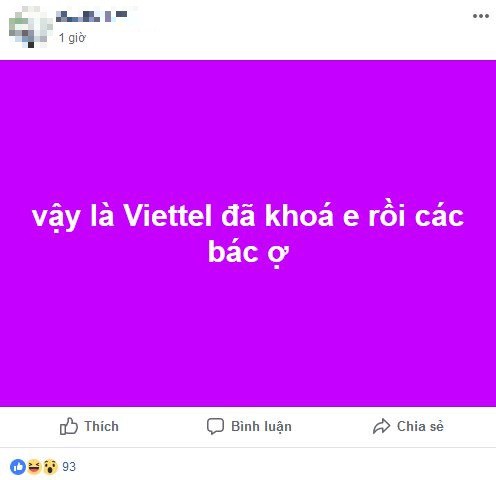 1 giờ
vậy là Viettel đã khoá e rồi các
bác ợ
Thích Bình luận Chia sẻ
93